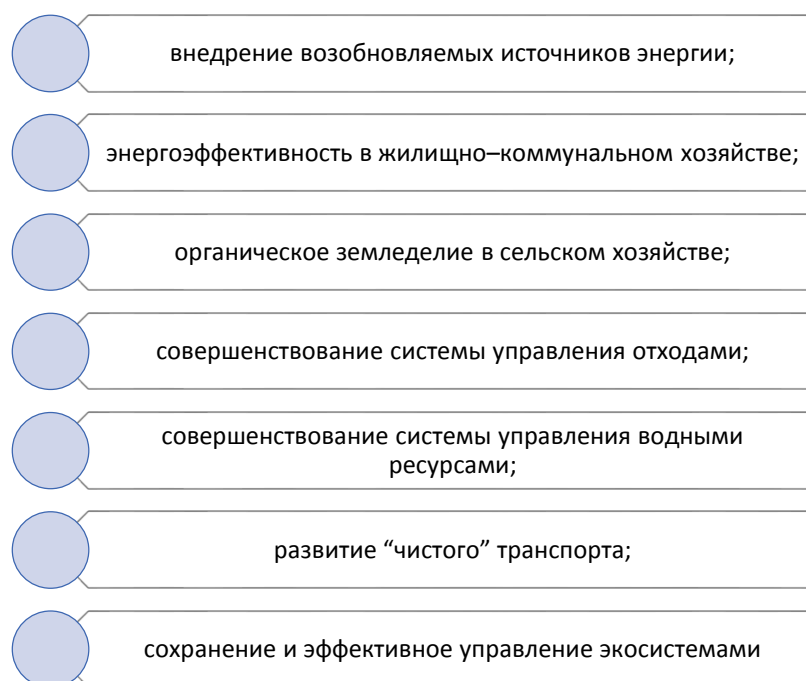 внедрение возобновляемых источников энергии;
энергоэффективность в жилищно–коммунальном хозяйстве;
органическое земледелие в сельском хозяйстве;
совершенствование системы управления отходами;
совершенствование системы управления водными
ресурсами;
развитие “чистого” транспорта;
сохранение и эффективное управление экосистемами